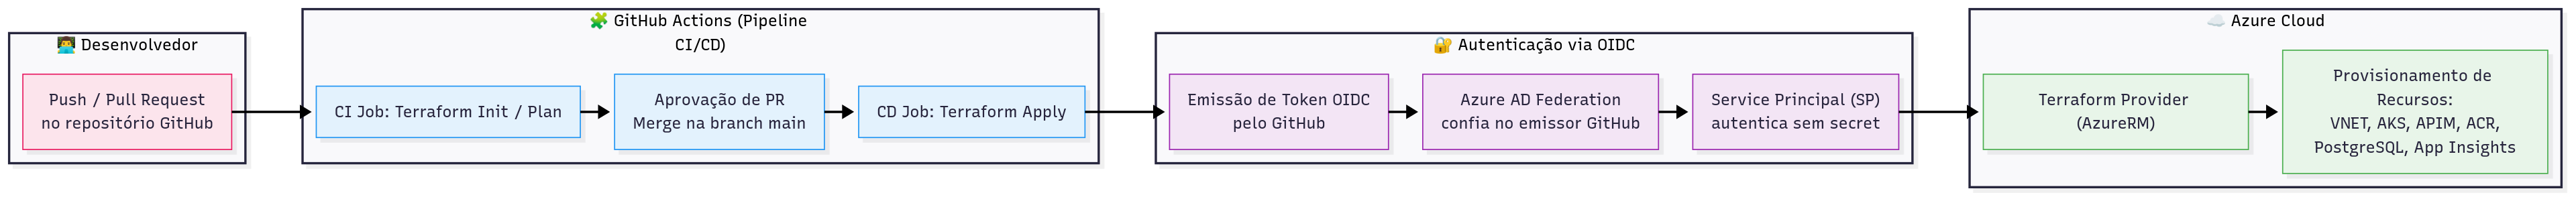 👨‍💻 Desenvolvedor
Push / Pull Request
no repositório GitHub
🧩 GitHub Actions (Pipeline
CI/CD)
CI Job: Terraform Init / Plan
Aprovação de PR
Merge na branch main
CD Job: Terraform Apply
🔐 Autenticação via OIDC
Emissão de Token OIDC
pelo GitHub
Azure AD Federation
confia no emissor GitHub
Service Principal (SP)
autentica sem secret
☁️ Azure Cloud
Terraform Provider
(AzureRM)
Provisionamento de
Recursos:
VNET, AKS, APIM, ACR,
PostgreSQL, App Insights